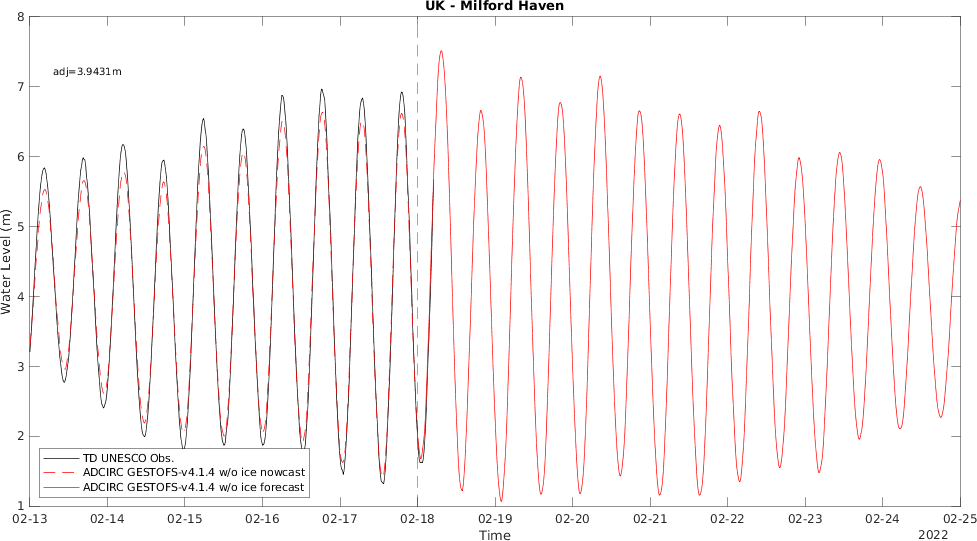 UK - Milford Haven
8
7
6
5
4
3
2
1
Water Level (m)
adj=3.9431m
TD UNESCO Obs.
ADCIRC GESTOFS-v4.1.4 w/o ice nowcast
ADCIRC GESTOFS-v4.1.4 w/o ice forecast
02-13 02-14 02-15 02-16 02-17 02-18 02-19 02-20 02-21 02-22 02-23 02-24 02-25
Time
2022